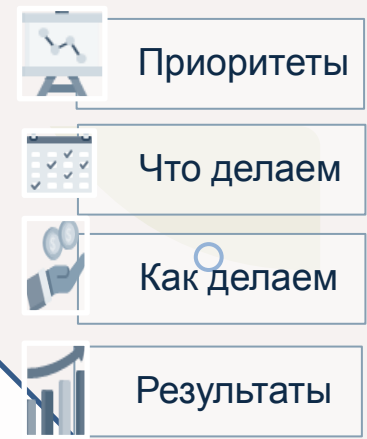 Приоритеты
Что делаем
Как делаем
Результаты